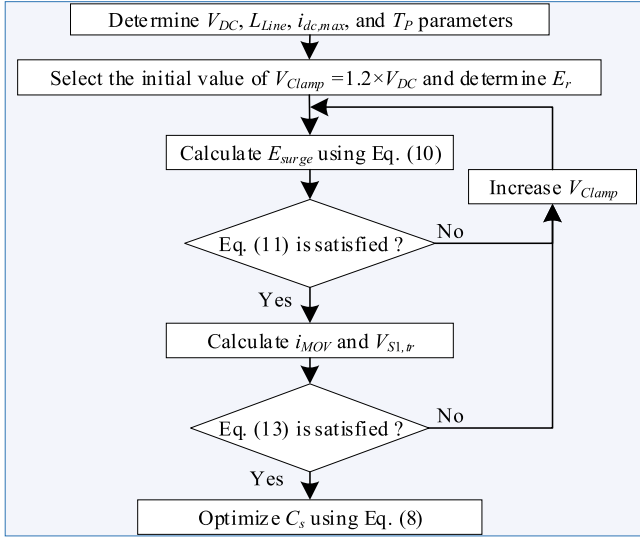 Determine V_DC, L_Line, i_dc,max, and T_P parameters
Select the initial value of V_Clamp =1.2×V_DC and determine E_r
Calculate E_surge using Eq. (10)
Increase V_Clamp
Eq. (11) is satisfied ?
No
Yes
Calculate i_MOV and V_S1,tr
Eq. (13) is satisfied ?
No
Yes
Optimize C_s using Eq. (8)